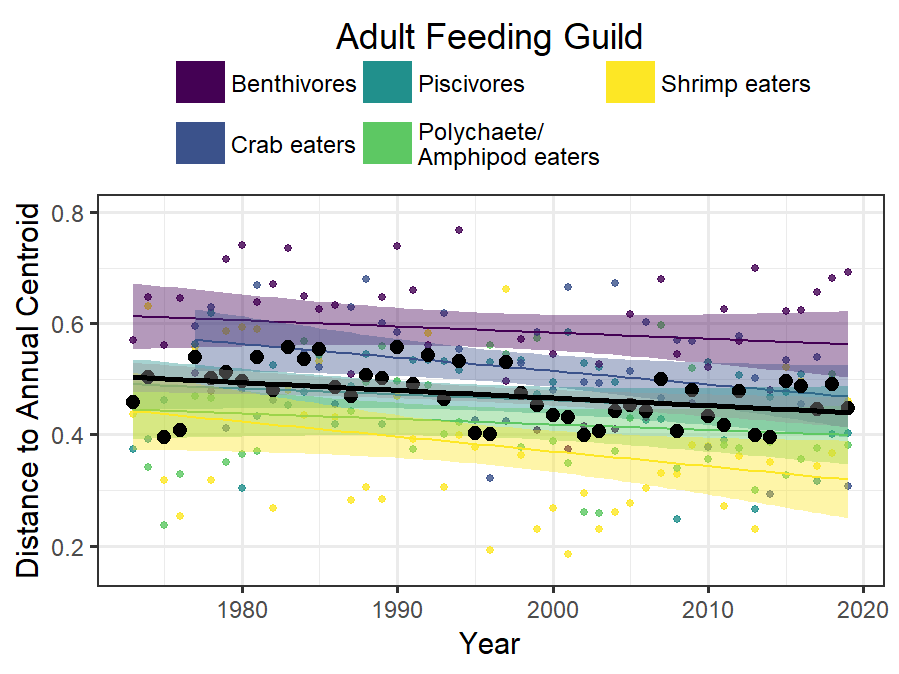 Adult Feeding Guild
Benthivores
Piscivores
Shrimp eaters
Crab eaters
Polychaete/
Amphipod eaters
Distance to Annual Centroid
0.8
0.6
0.4
0.2
1980
1990
2000
2010
2020
Year